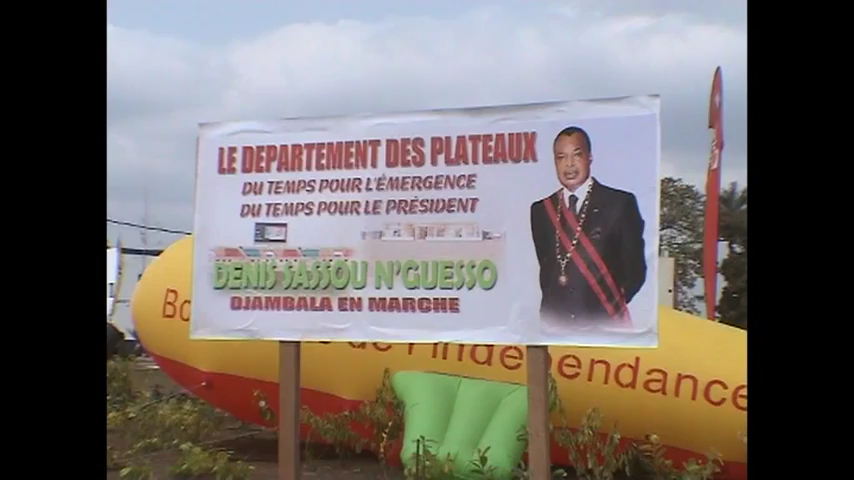 LE DEPARTEMENT DES PLATEAUX
DU TEMPS POUR L'ÉMERGENCE
DU TEMPS POUR LE PRÉSIDENT
DENIS SASSOU N'GUESSO
DJAMBALA EN MARCHE
de l'indépendance